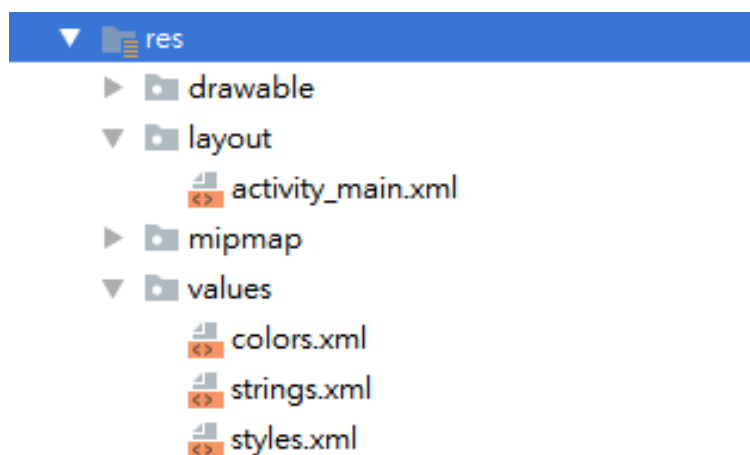 res
drawable
layout
activity_main.xml
mipmap
values
colors.xml
strings.xml
styles.xml